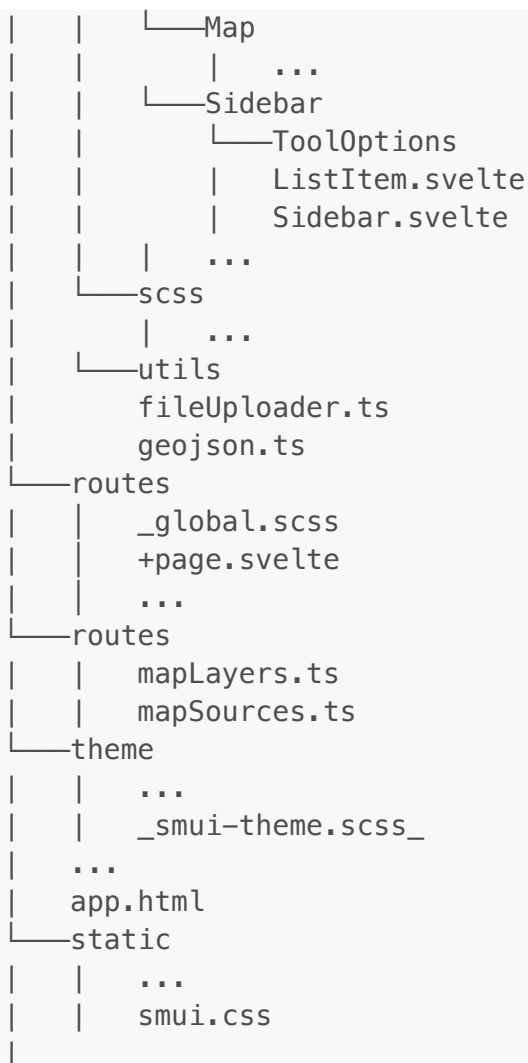 |   |   └───Map
|   |       |   ...
|   |   └───Sidebar
|   |       └───ToolOptions
|   |       |   ListItem.svelte
|   |       |   Sidebar.svelte
|   |   |   ...
|   └───scss
|       |   ...
|   └───utils
|       fileUploader.ts
|       geojson.ts
└───routes
|   │   _global.scss
|   │   +page.svelte
|   │   ...
└───routes
|   |   mapLayers.ts
|   |   mapSources.ts
└───theme
|   |   ...
|   |   _smui-theme.scss_
|   ...
|   app.html
└───static
|   |   ...
|   |   smui.css
|